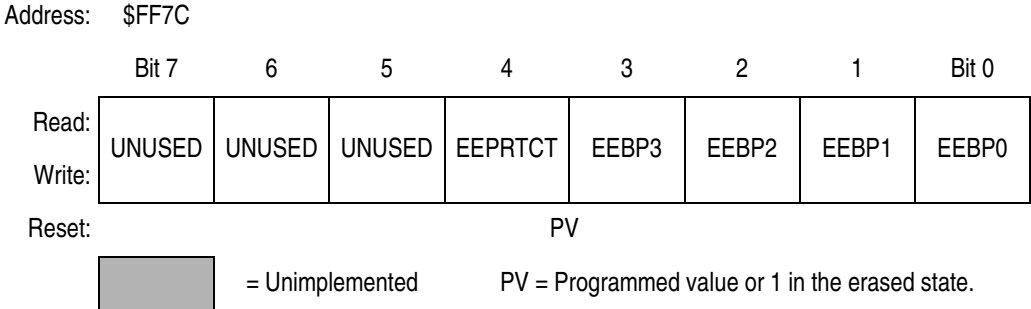 Address: $FF7C
Bit 7 6 5 4 3 2 1 Bit 0
Read:
UNUSED UNUSED UNUSED EEPRTCT EEBP3 EEBP2 EEBP1 EEBP0
Write:
Reset: PV
= Unimplemented PV = Programmed value or 1 in the erased state.